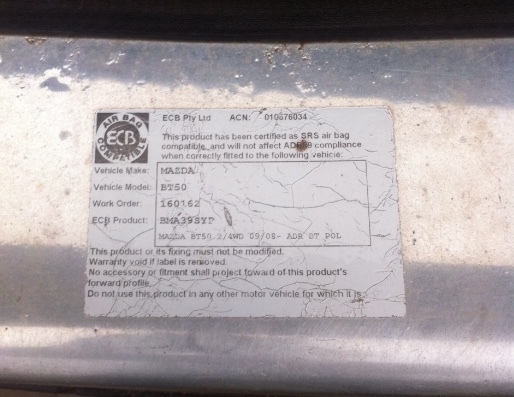 AIR BAG
ECB
COMPATIBLE
ECB Pty Ltd ACN: 010876034
This product has been certified as SRS air bag
compatible, and will not affect ADR69 compliance
when correctly fitted to the following vehicle:
Vehicle Make: MAZDA
Vehicle Model: BT50
Work Order: 160162
ECB Product: BMA39SYP
MAZDA BT50 2/4WD 09/08- ADR BT POL
This product or its fixing must not be modified.
Warranty void if label is removed.
No accessory or fitment shall project foward of this product's
forward profile.
Do not use this product in any other motor vehicle for which it is